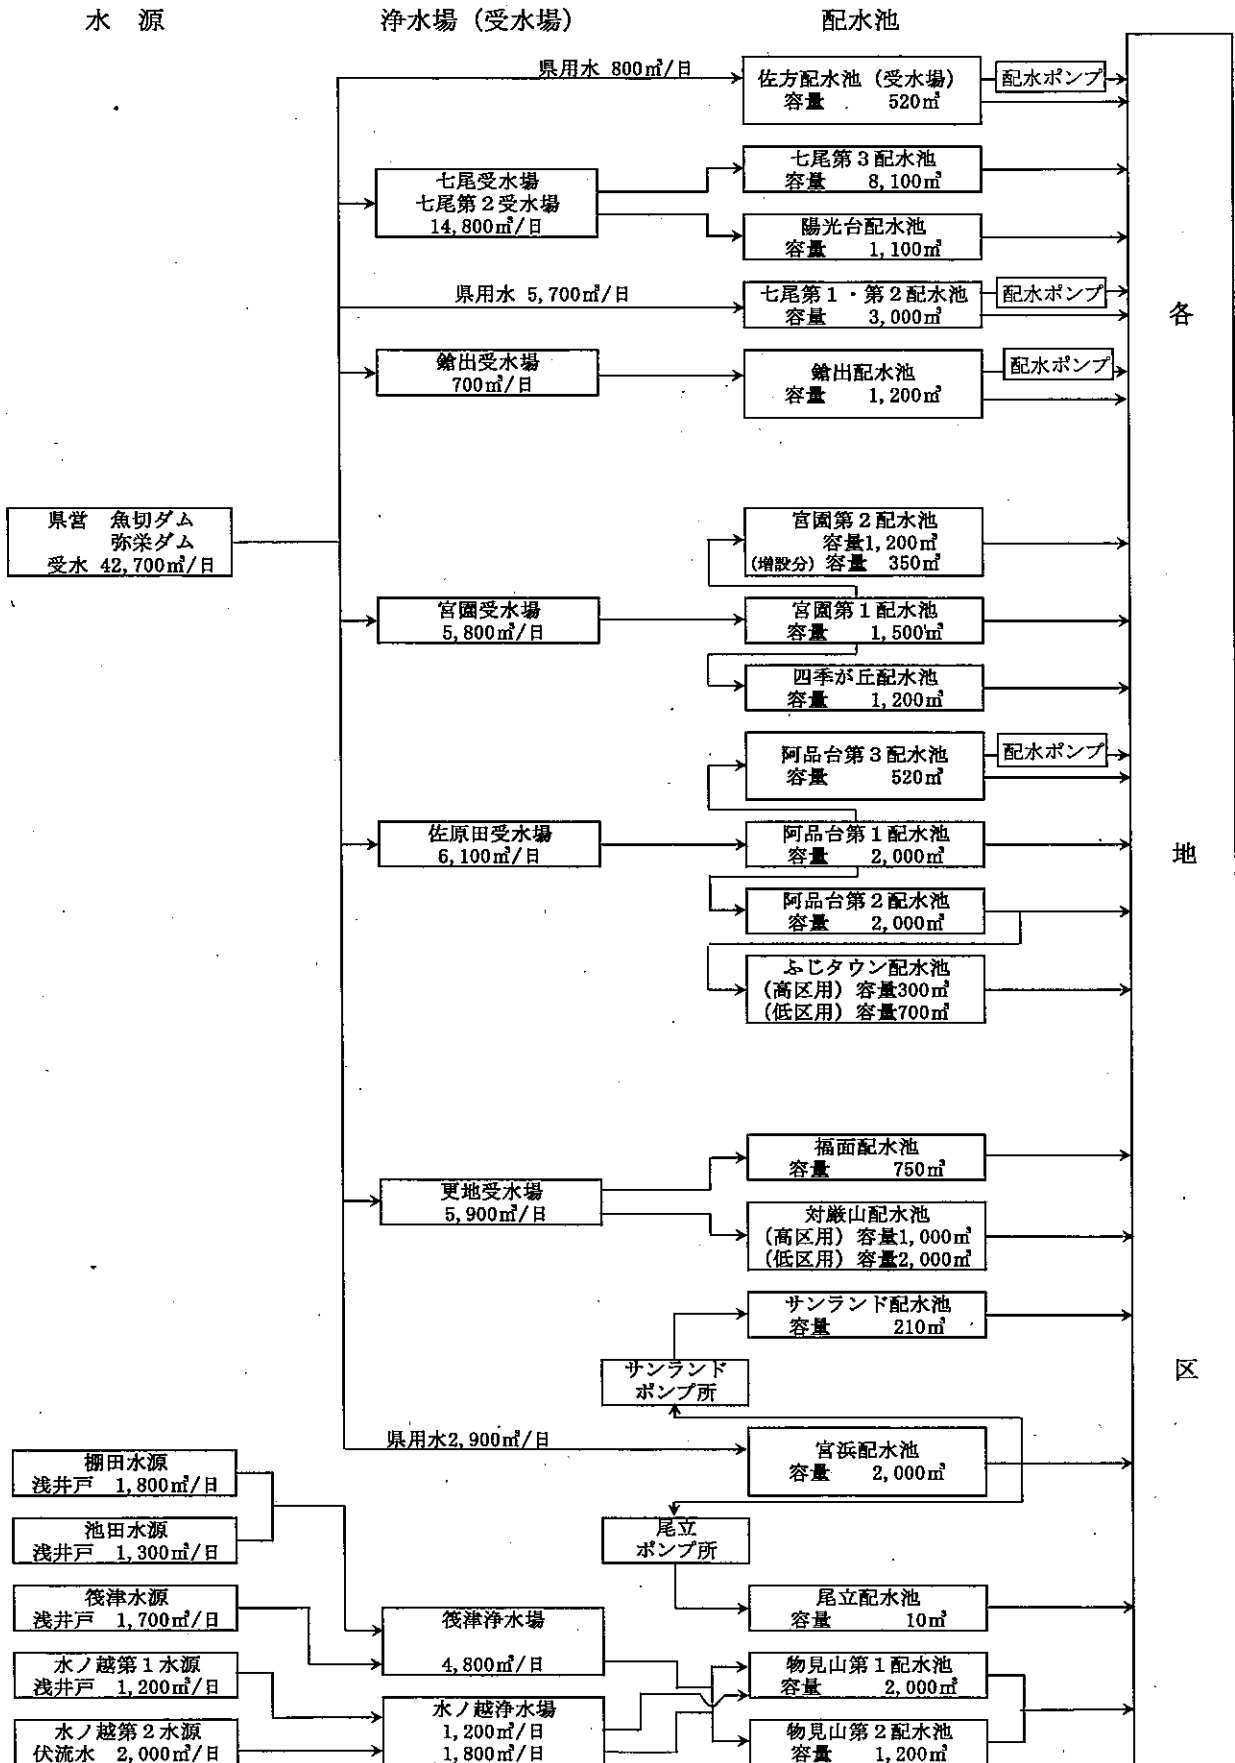 水　源　浄水場（受水場）　配水池
県用水 800㎥/日
佐方配水池（受水場）
容量　520㎥
配水ポンプ
七尾受水場
七尾第２受水場
14,800㎥/日
七尾第３配水池
容量　8,100㎥
陽光台配水池
容量　1,100㎥
県用水 5,700㎥/日
七尾第１・第２配水池
容量　3,000㎥
配水ポンプ
鎗出受水場
700㎥/日
鎗出配水池
容量　1,200㎥
配水ポンプ
県営　魚切ダム
弥栄ダム
受水 42,700㎥/日
宮園第２配水池
容量1,200㎥
(増設分) 容量　350㎥
宮園受水場
5,800㎥/日
宮園第１配水池
容量　1,500㎥
四季が丘配水池
容量　1,200㎥
阿品台第３配水池
容量　520㎥
配水ポンプ
佐原田受水場
6,100㎥/日
阿品台第１配水池
容量　2,000㎥
阿品台第２配水池
容量　2,000㎥
ふじタウン配水池
（高区用）容量300㎥
（低区用）容量700㎥
福面配水池
容量　750㎥
更地受水場
5,900㎥/日
対厳山配水池
（高区用）容量1,000㎥
（低区用）容量2,000㎥
サンランド配水池
容量　210㎥
サンランド
ポンプ所
県用水2,900㎥/日
宮浜配水池
容量　2,000㎥
尾立
ポンプ所
尾立配水池
容量　10㎥
棚田水源
浅井戸　1,800㎥/日
池田水源
浅井戸　1,300㎥/日
筏津水源
浅井戸　1,700㎥/日
筏津浄水場
4,800㎥/日
水ノ越第１水源
浅井戸　1,200㎥/日
水ノ越第２水源
伏流水　2,000㎥/日
水ノ越浄水場
1,200㎥/日
1,800㎥/日
物見山第１配水池
容量　2,000㎥
物見山第２配水池
容量　1,200㎥
各
地
区